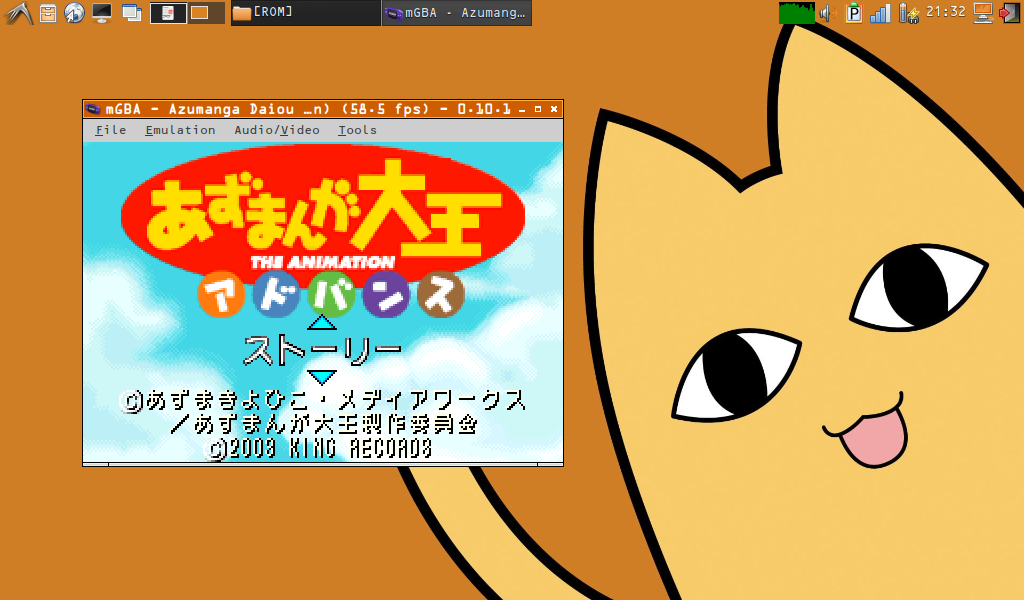 [ROM]
mGBA - Azumang...
P
21:32
mGBA - Azumanga Daiou …n) (58.5 fps) - 0.10.1
File Emulation Audio/Video Tools
あずまんが大王
THE ANIMATION
アドバンス
ストーリー
©あずまきよひこ・メディアワークス
／あずまんが大王製作委員会
©2003 KING RECORDS